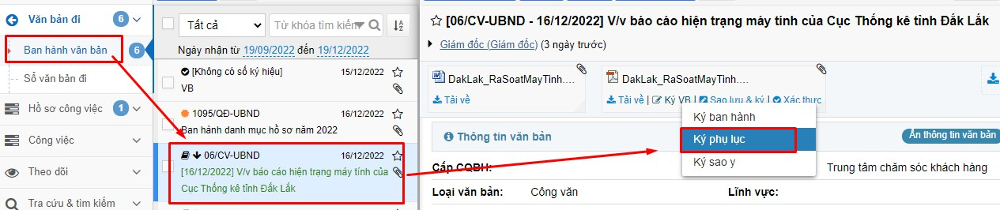 Văn bản đi 6
Ban hành văn bản 6
Sổ văn bản đi
Hồ sơ công việc 1
Công việc
Theo dõi
Tra cứu & tìm kiếm
Tất cả
Từ khóa tìm kiếm
Ngày nhận từ 19/09/2022 đến 19/12/2022
[Không có số ký hiệu] 15/12/2022
VB
1095/QĐ-UBND 16/12/2022
Ban hành danh mục hồ sơ năm 2022
06/CV-UBND 16/12/2022
[16/12/2022] V/v báo cáo hiện trạng máy tính của
Cục Thống kê tỉnh Đắk Lắk
[06/CV-UBND - 16/12/2022] V/v báo cáo hiện trạng máy tính của Cục Thống kê tỉnh Đắk Lắk
Giám đốc (Giám đốc) (3 ngày trước)
DakLak_RaSoatMayTinh....
Tải về
DakLak_RaSoatMayTinh....
Tải về | Ký VB | Sao lưu & ký | Xác thực
Ký ban hành
Ký phụ lục
Ký sao y
Thông tin văn bản
Ẩn thông tin văn bản
Cấp CQBH: Trung tâm chăm sóc khách hàng
Loại văn bản: Công văn Lĩnh vực: